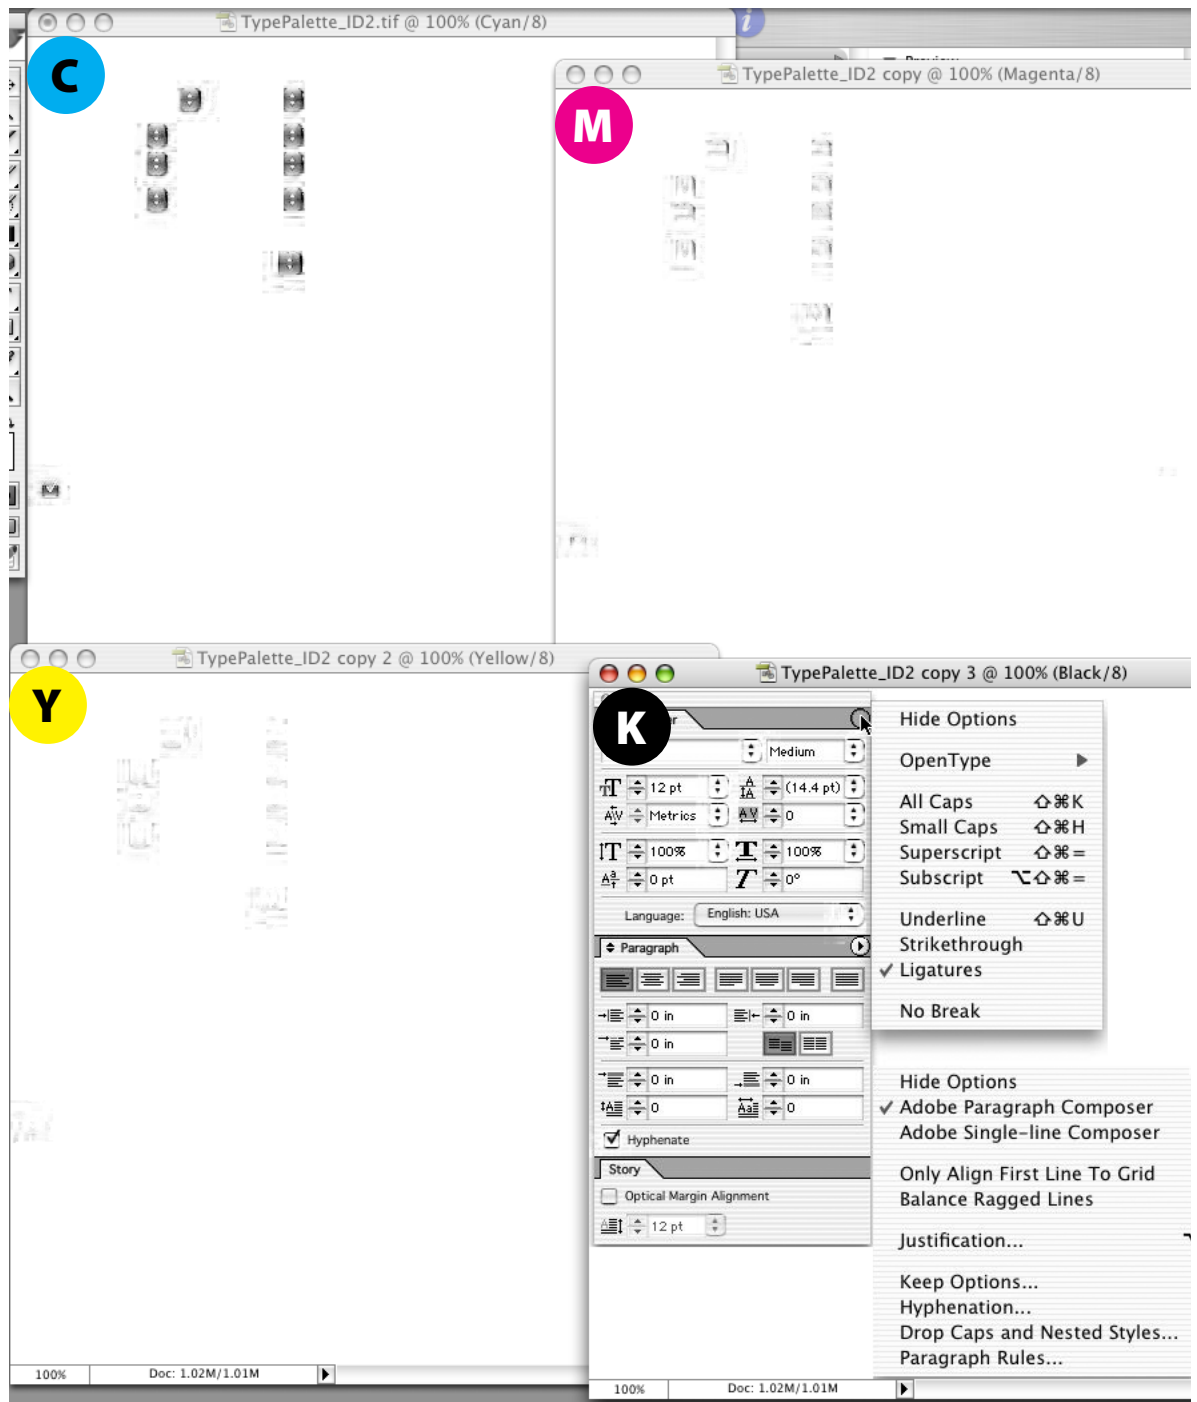 TypePalette_ID2.tif @ 100% (Cyan/8)
C
TypePalette_ID2 copy @ 100% (Magenta/8)
M
TypePalette_ID2 copy 2 @ 100% (Yellow/8)
Y
100%
Doc: 1.02M/1.01M
TypePalette_ID2 copy 3 @ 100% (Black/8)
K
Medium
12 pt
(14.4 pt)
Metrics
0
100%
100%
0 pt
0°
Language: English: USA
Paragraph
0 in
0 in
0 in
0 in
0 in
0
0
Hyphenate
Story
Optical Margin Alignment
12 pt
Hide Options
OpenType
All Caps ⇧⌘K
Small Caps ⇧⌘H
Superscript ⇧⌘=
Subscript ⌥⇧⌘=
Underline ⇧⌘U
Strikethrough
✓ Ligatures
No Break
Hide Options
✓ Adobe Paragraph Composer
Adobe Single-line Composer
Only Align First Line To Grid
Balance Ragged Lines
Justification...
Keep Options...
Hyphenation...
Drop Caps and Nested Styles...
Paragraph Rules...
100%
Doc: 1.02M/1.01M